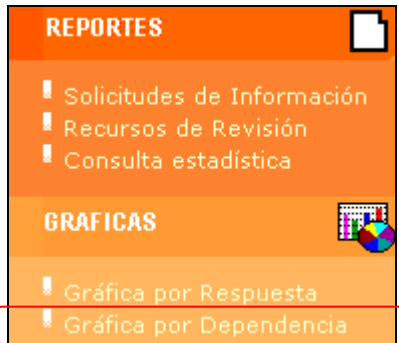 REPORTES
Solicitudes de Información
Recursos de Revisión
Consulta estadística
GRAFICAS
Gráfica por Respuesta
Gráfica por Dependencia